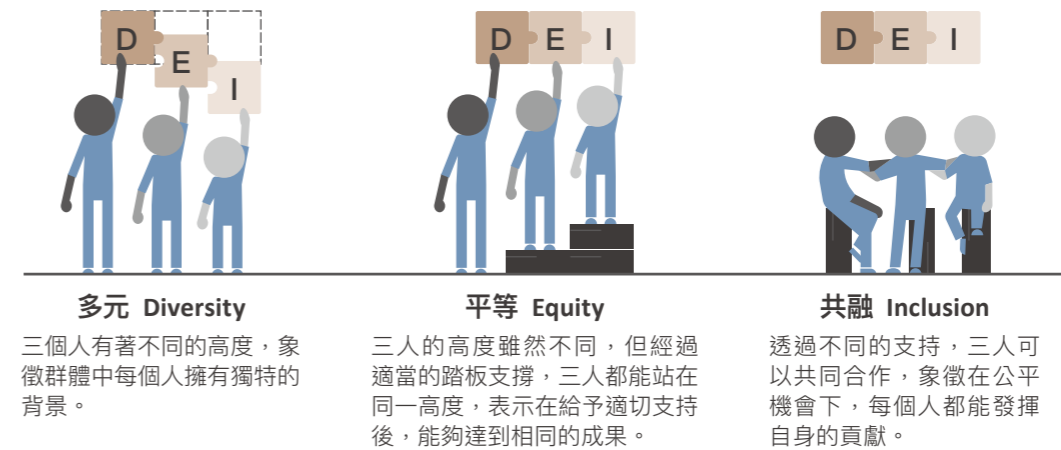 D
E
I
D E I
D E I
多元 Diversity
三個人有著不同的高度，象
徵群體中每個人擁有獨特的
背景。
平等 Equity
三人的高度雖然不同，但經過
適當的踏板支撐，三人都能站在
同一高度，表示在給予適切支持
後，能夠達到相同的成果。
共融 Inclusion
透過不同的支持，三人可
以共同合作，象徵在公平
機會下，每個人都能發揮
自身的貢獻。